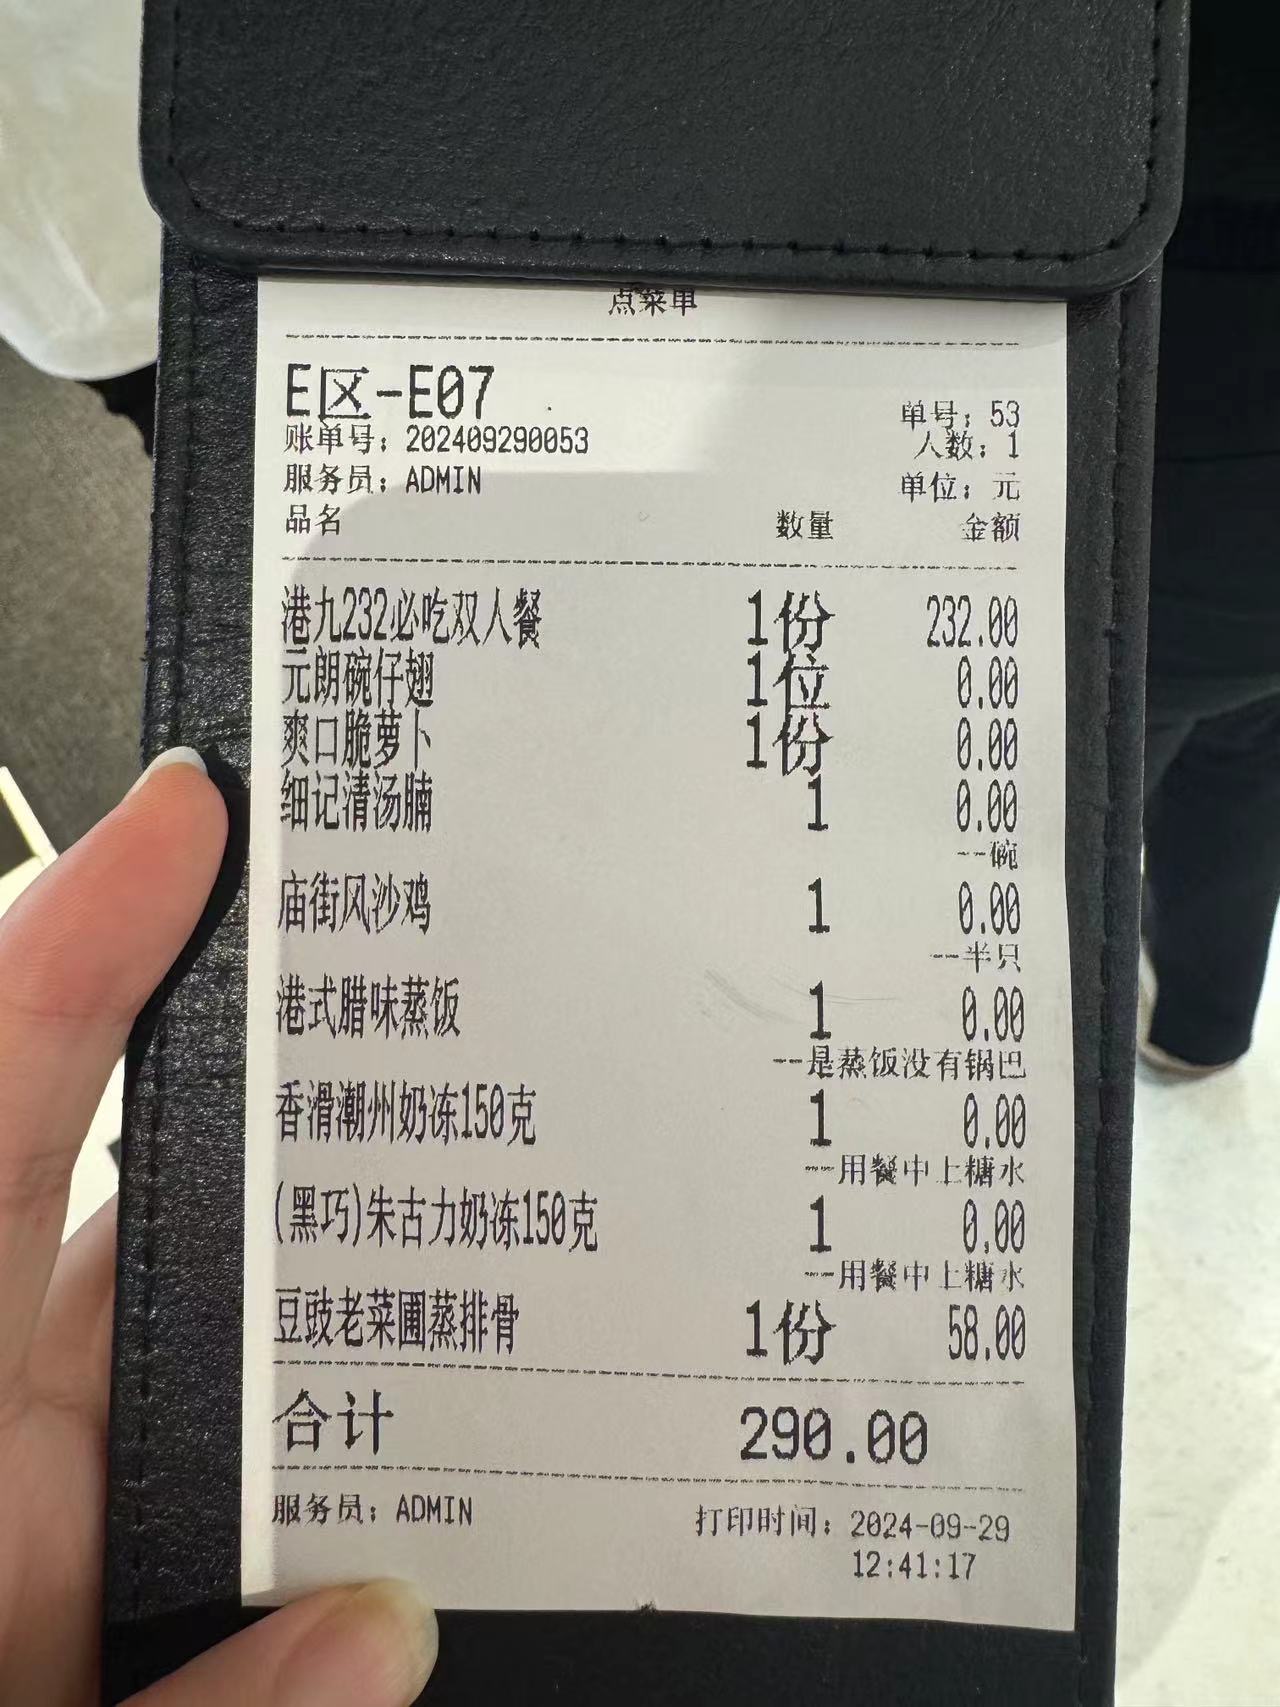 点菜单
E区-E07
单号：53
账单号：202409290053
人数：1
服务员：ADMIN
单位：元
品名 数量 金额
港九232必吃双人餐 1份 232.00
元朗碗仔翅 1位 0.00
爽口脆萝卜 1份 0.00
细记清汤腩 1 0.00
--碗
庙街风沙鸡 1 0.00
--半只
港式腊味蒸饭 1 0.00
--是蒸饭没有锅巴
香滑潮州奶冻150克 1 0.00
--用餐中上糖水
(黑巧)朱古力奶冻150克 1 0.00
--用餐中上糖水
豆豉老菜圃蒸排骨 1份 58.00
合计 290.00
服务员：ADMIN 打印时间：2024-09-29
12:41:17